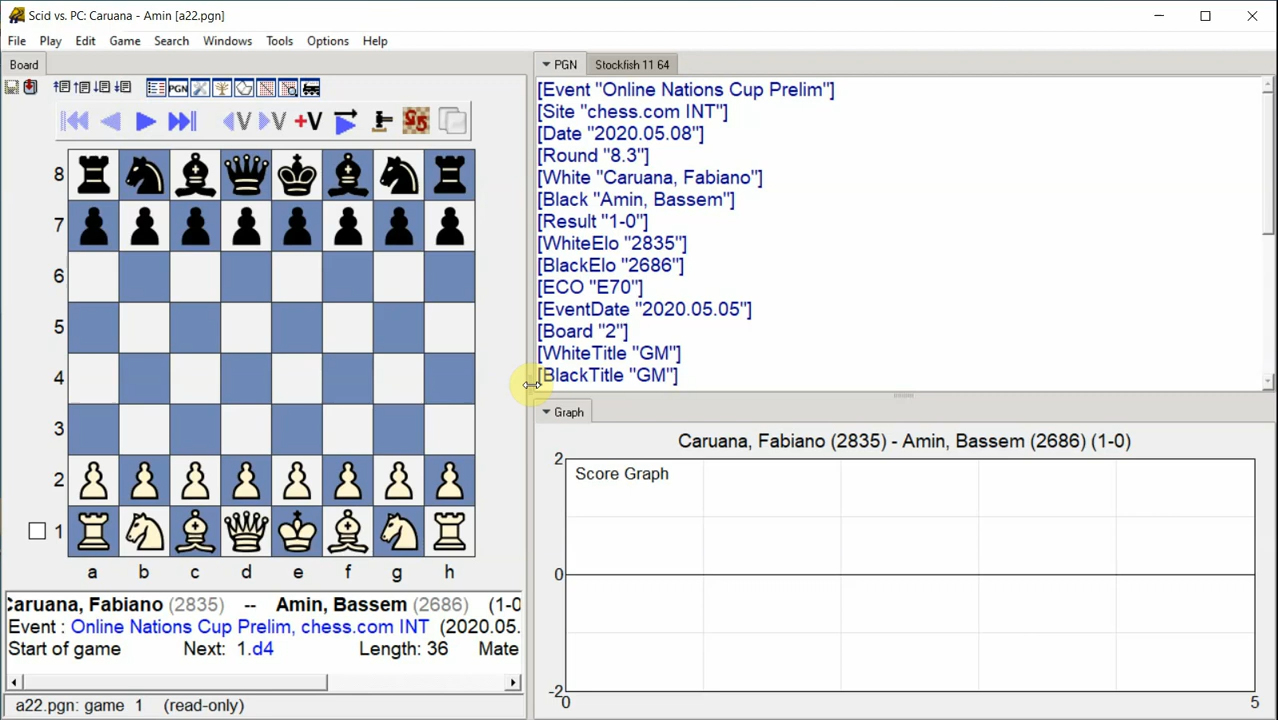 Scid vs. PC: Caruana - Amin [a22.pgn]
File Play Edit Game Search Windows Tools Options Help
Board
PGN
V V +V
8
7
6
5
4
3
2
1
a b c d e f g h
Caruana, Fabiano (2835) -- Amin, Bassem (2686) (1-0
Event : Online Nations Cup Prelim, chess.com INT (2020.05.
Start of game Next: 1.d4 Length: 36 Mate
a22.pgn: game 1 (read-only)
PGN Stockfish 11 64
[Event "Online Nations Cup Prelim"]
[Site "chess.com INT"]
[Date "2020.05.08"]
[Round "8.3"]
[White "Caruana, Fabiano"]
[Black "Amin, Bassem"]
[Result "1-0"]
[WhiteElo "2835"]
[BlackElo "2686"]
[ECO "E70"]
[EventDate "2020.05.05"]
[Board "2"]
[WhiteTitle "GM"]
[BlackTitle "GM"]
Graph
Caruana, Fabiano (2835) - Amin, Bassem (2686) (1-0)
2
Score Graph
0
-2
0 5